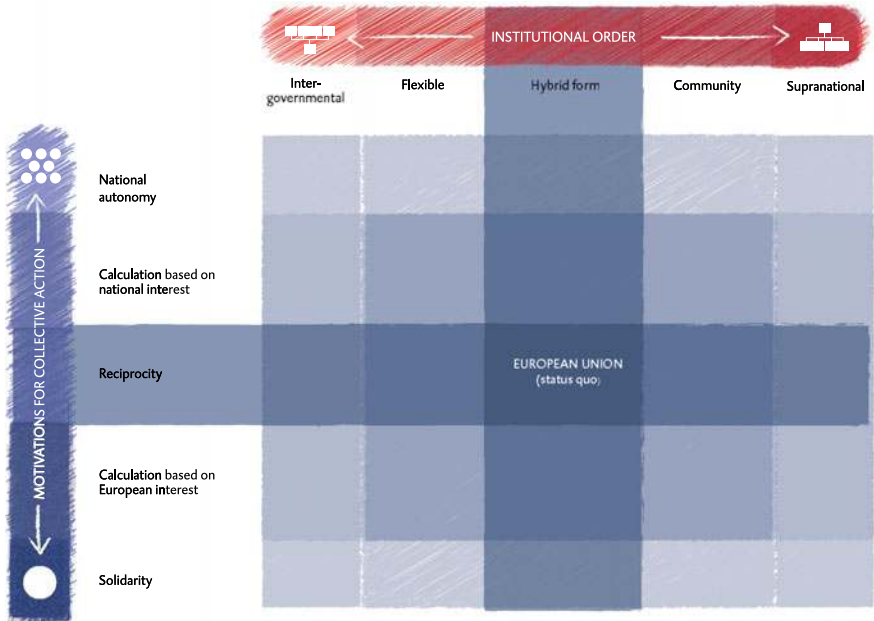 INSTITUTIONAL ORDER
Inter-
governmental
Flexible
Hybrid form
Community
Supranational
MOTIVATIONS FOR COLLECTIVE ACTION
National
autonomy
Calculation based on
national interest
Reciprocity
EUROPEAN UNION
(status quo)
Calculation based on
European interest
Solidarity